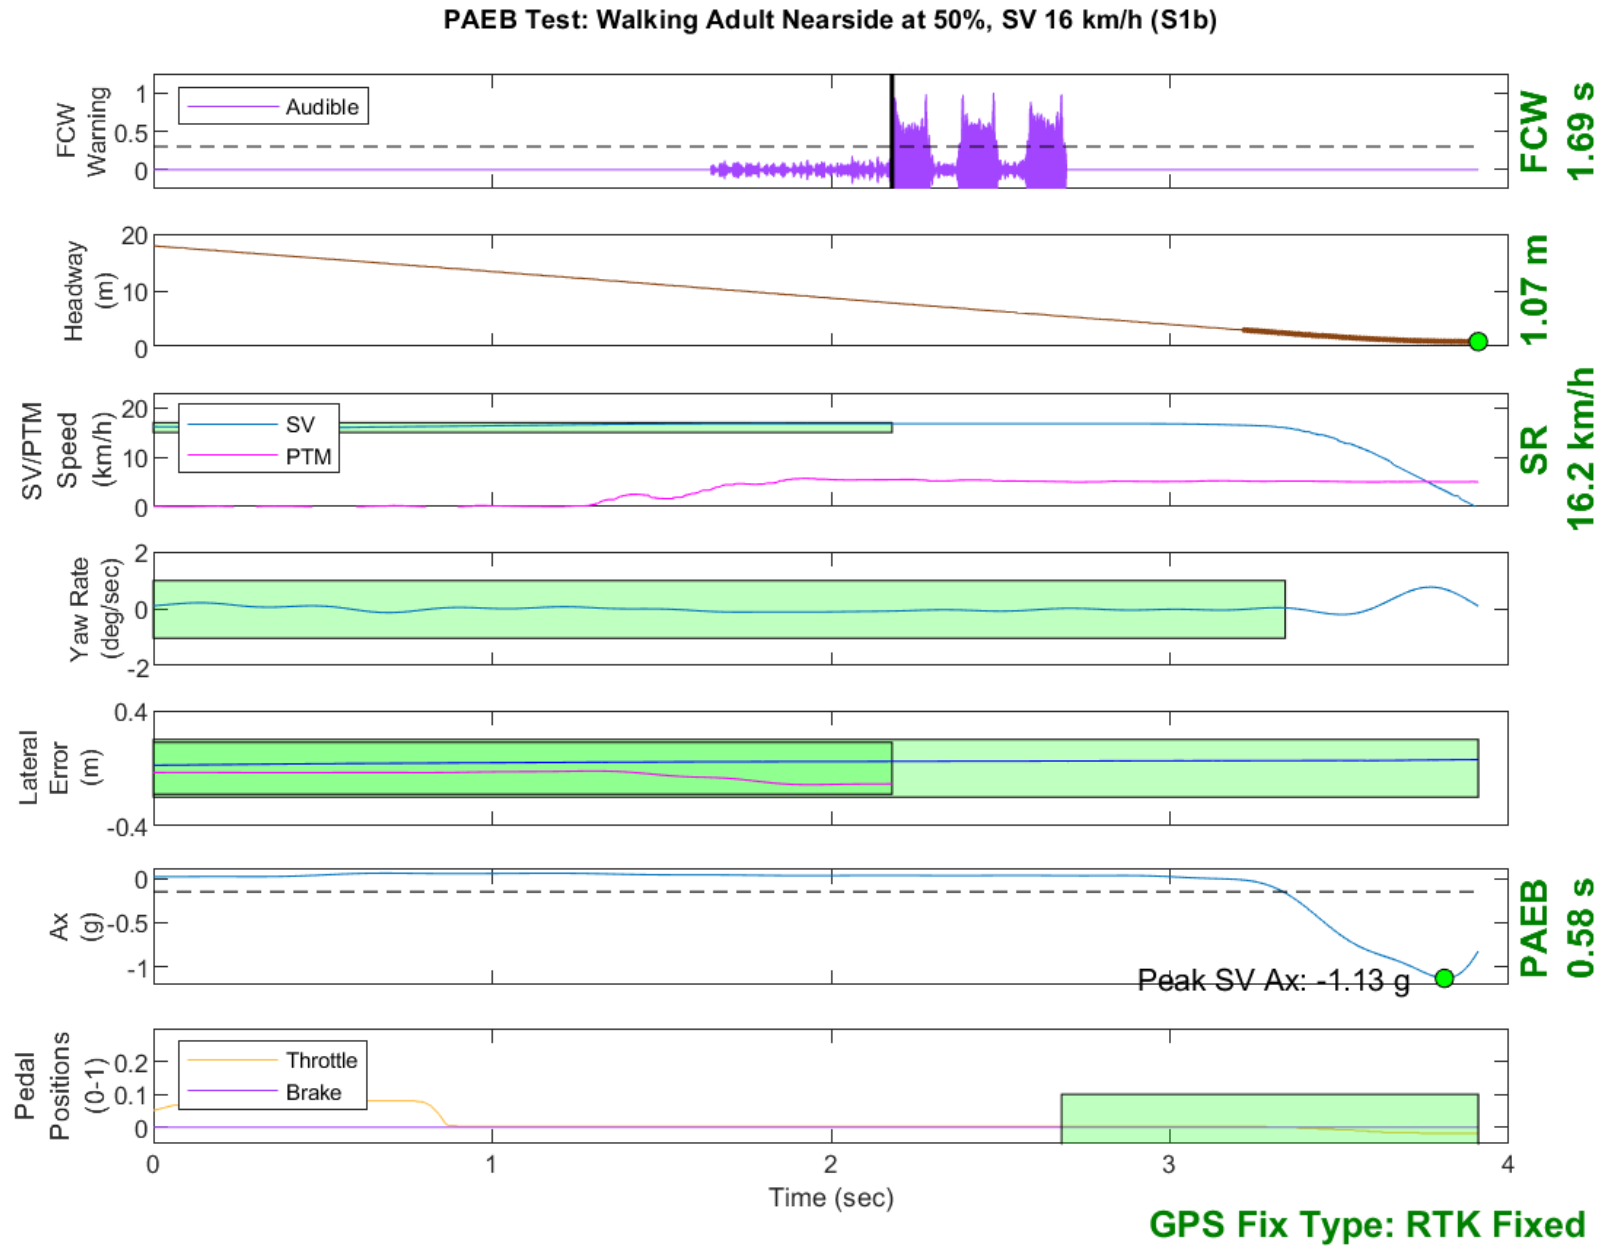 PAEB Test: Walking Adult Nearside at 50%, SV 16 km/h (S1b)
FCW
Warning
1
0.5
0
Audible
FCW
1.69 s
Headway
(m)
20
10
0
1.07 m
SV/PTM
Speed
(km/h)
20
10
0
SV
PTM
SR
16.2 km/h
Yaw Rate
(deg/sec)
2
0
-2
Lateral
Error
(m)
0.4
-0.4
Ax
(g)
0
-0.5
-1
Peak SV Ax: -1.13 g
PAEB
0.58 s
Pedal
Positions
(0-1)
0.2
0.1
0
Throttle
Brake
0 1 2 3 4
Time (sec)
GPS Fix Type: RTK Fixed